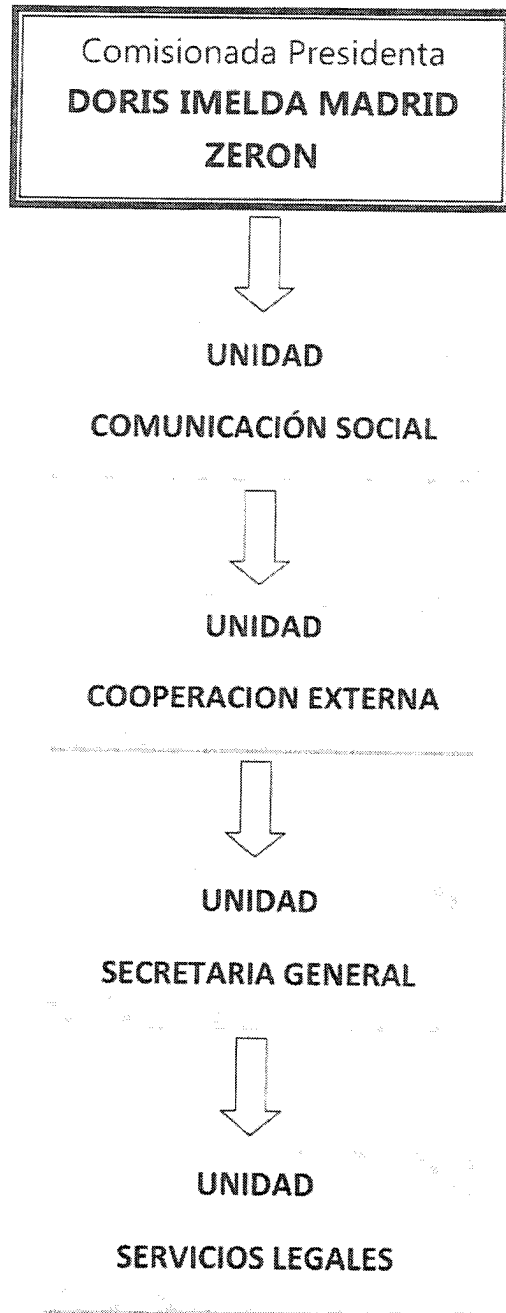 Comisionada Presidenta
DORIS IMELDA MADRID
ZERON
UNIDAD
COMUNICACIÓN SOCIAL
UNIDAD
COOPERACION EXTERNA
UNIDAD
SECRETARIA GENERAL
UNIDAD
SERVICIOS LEGALES